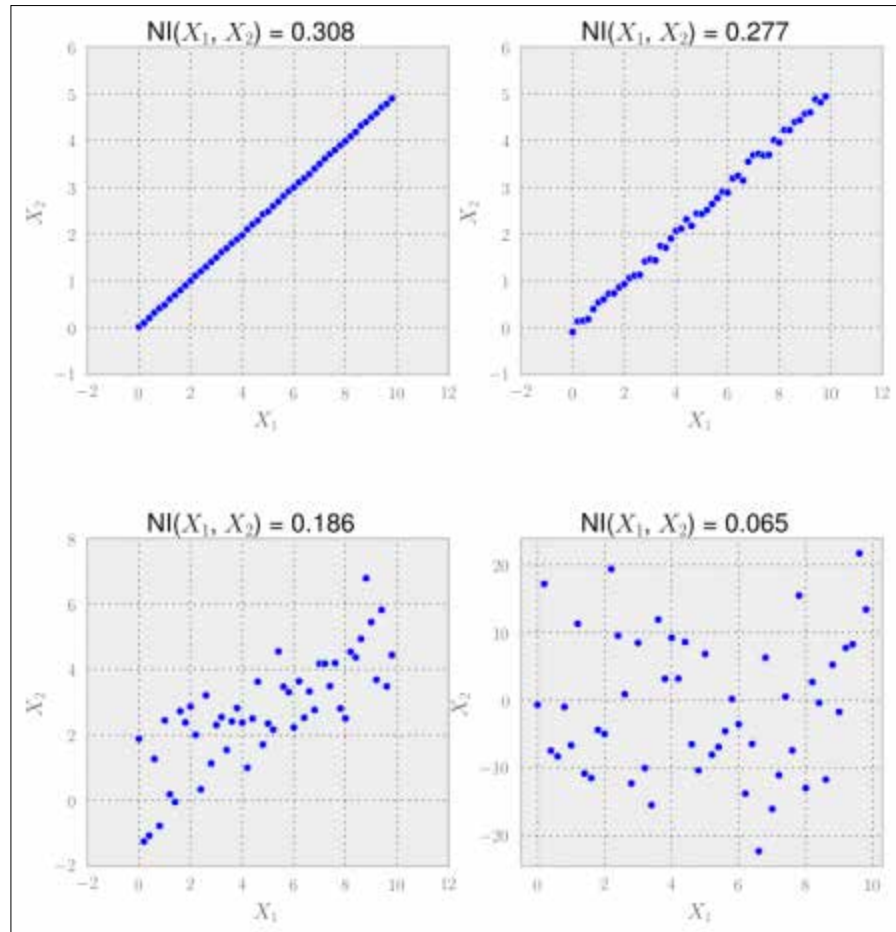 NI(X₁, X₂) = 0.308
6
5
4
3
2
1
0
−1
X₂
−2 0 2 4 6 8 10 12
X₁
NI(X₁, X₂) = 0.277
6
5
4
3
2
1
0
−1
X₂
−2 0 2 4 6 8 10 12
X₁
NI(X₁, X₂) = 0.186
8
6
4
2
0
−2
X₂
−2 0 2 4 6 8 10 12
X₁
NI(X₁, X₂) = 0.065
20
10
0
−10
−20
X₂
0 2 4 6 8 10
X₁